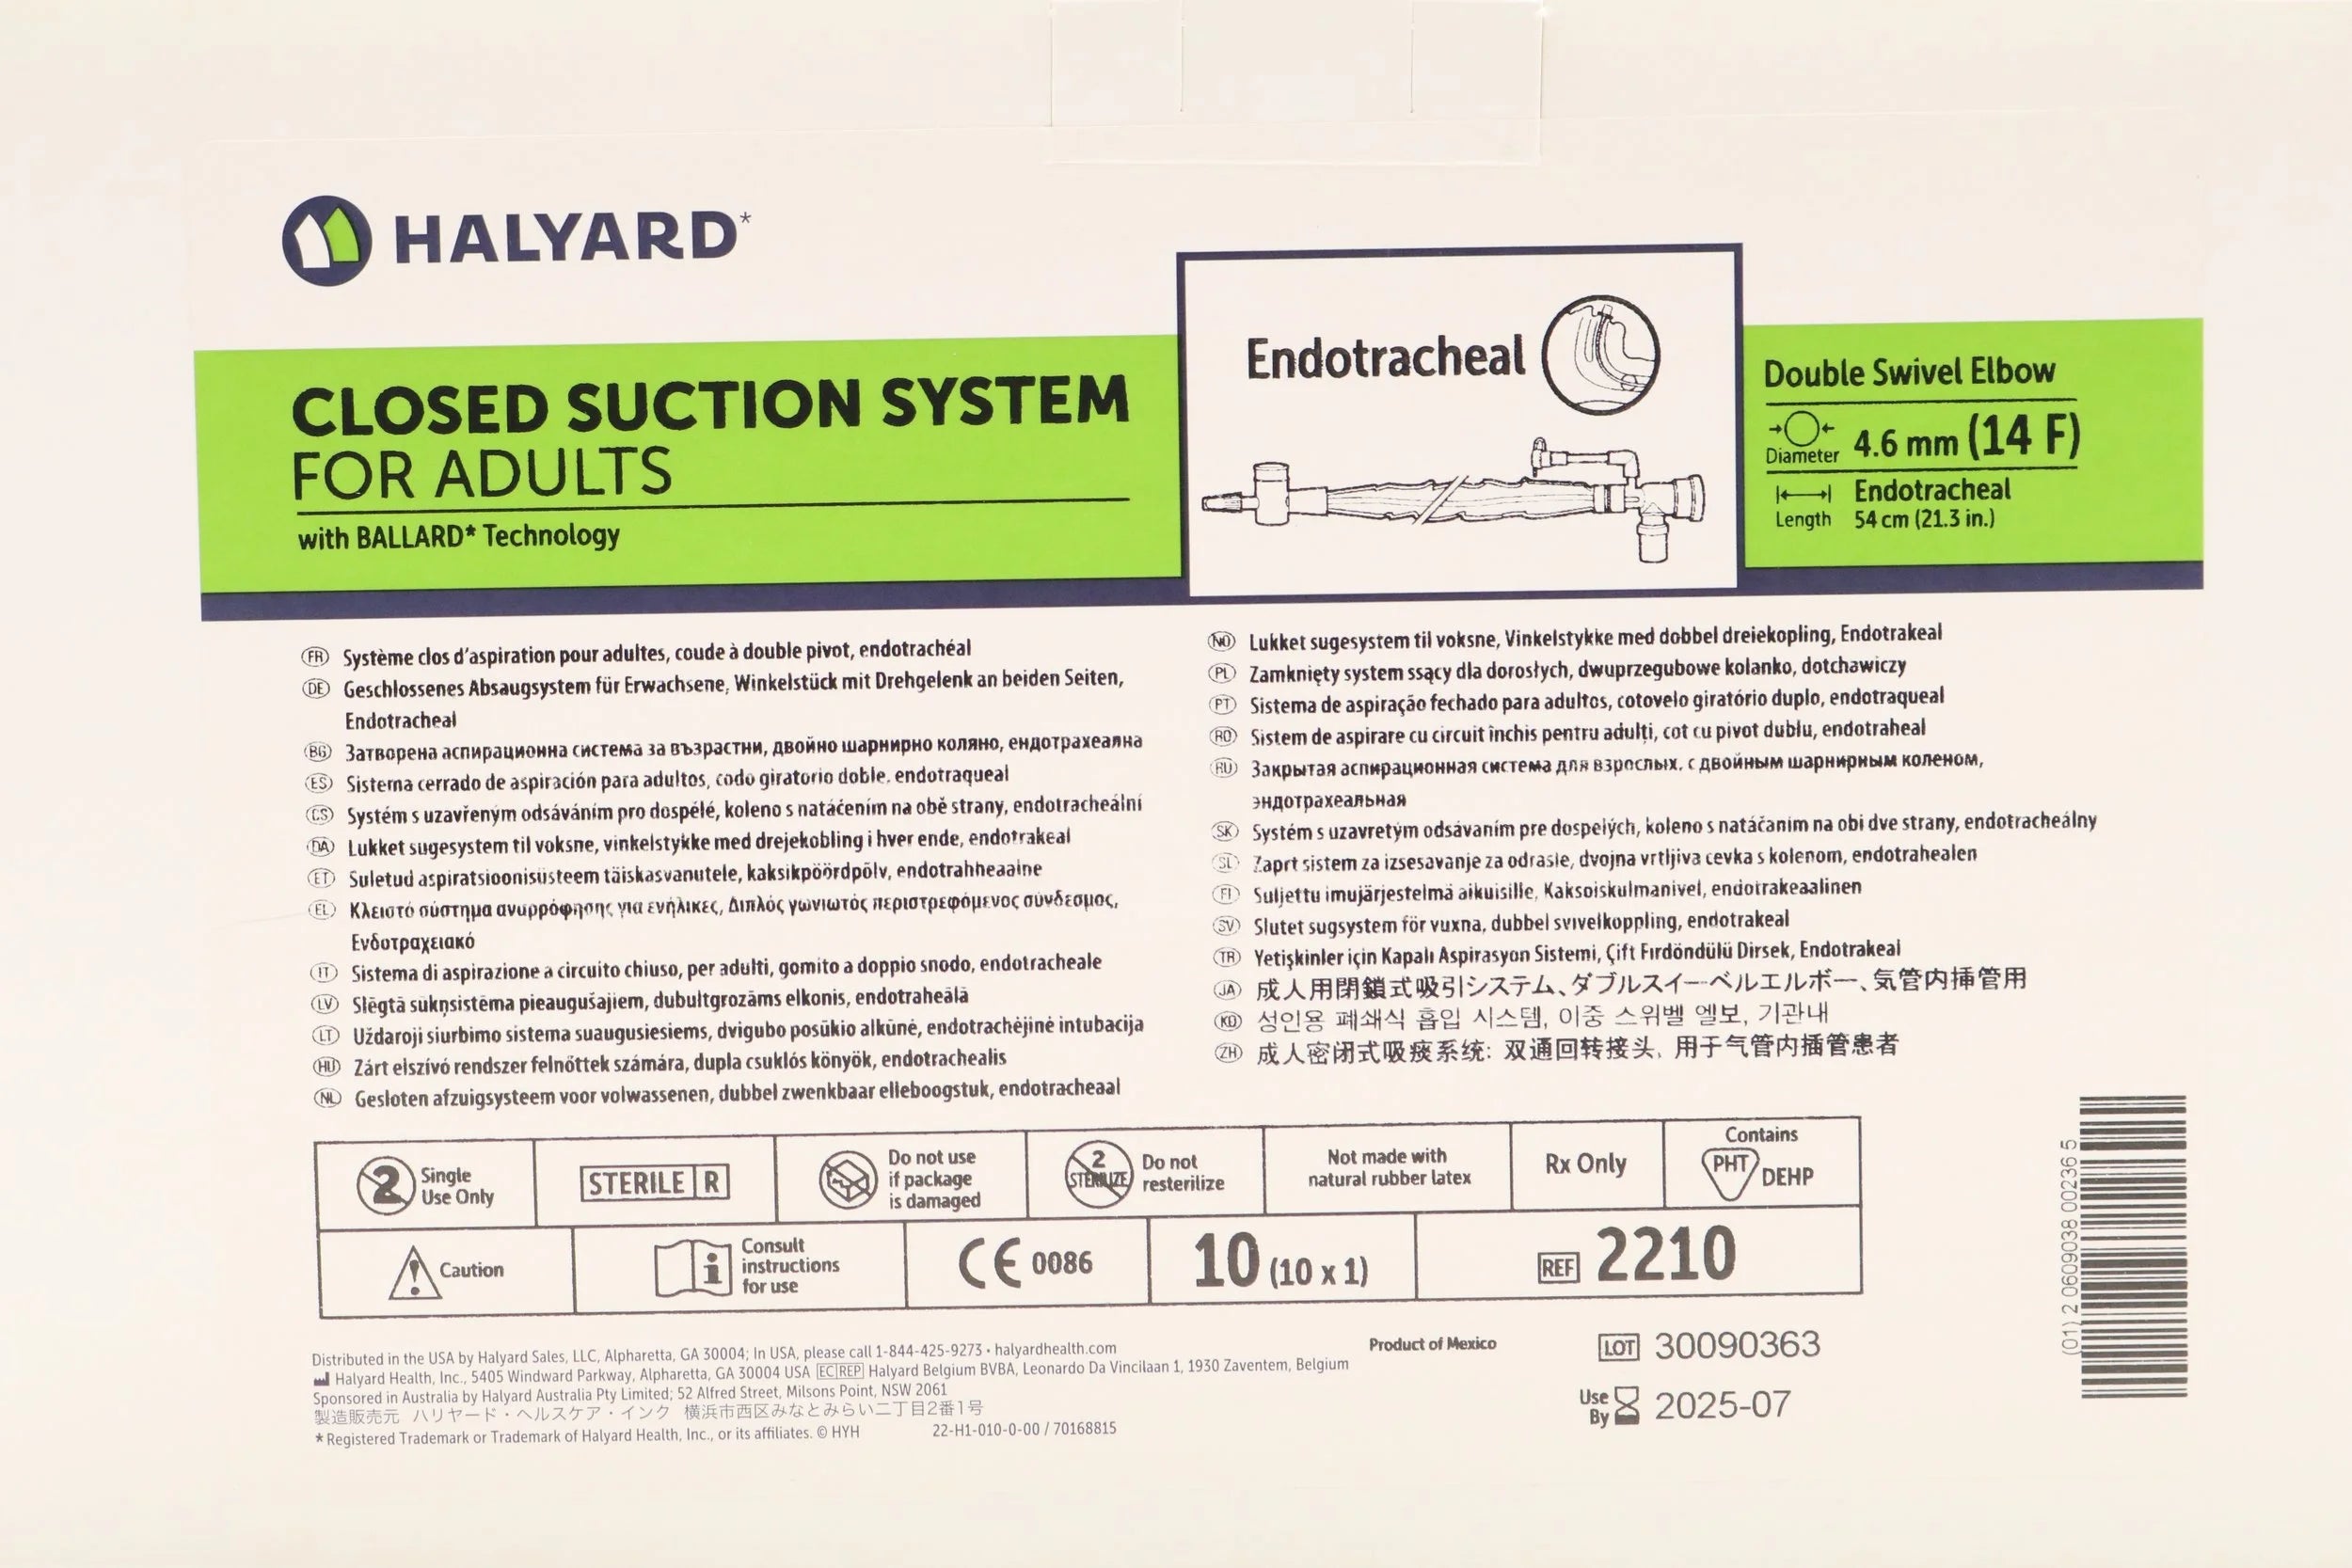 HALYARD*
CLOSED SUCTION SYSTEM
FOR ADULTS
with BALLARD* Technology
Endotracheal
Double Swivel Elbow
Diameter 4.6 mm (14 F)
Endotracheal
Length 54 cm (21.3 in.)
FR Système clos d'aspiration pour adultes, coude à double pivot, endotrachéal
DE Geschlossenes Absaugsystem für Erwachsene, Winkelstück mit Drehgelenk an beiden Seiten,
Endotracheal
BG Затворена аспирационна система за възрастни, двойно шарнирно коляно, ендотрахеална
ES Sistema cerrado de aspiración para adultos, codo giratorio doble. endotraqueal
CS Systém s uzavřeným odsáváním pro dospělé, koleno s natáčením na obě strany, endotracheální
DA Lukket sugesystem til voksne, vinkelstykke med drejekobling i hver ende, endotrakeal
ET Suletud aspiratsioonisüsteem täiskasvanutele, kaksikpöördpõlv, endotrahheaaine
EL Κλειστό σύστημα αναρρόφησης για ενήλικες, Διπλός γωνιωτός περιστρεφόμενος σύνδεσμος,
Ενδοτραχειακό
IT Sistema di aspirazione a circuito chiuso, per adulti, gomito a doppio snodo, endotracheale
LV Slēgtā sukņsistēma pieaugušajiem, dubultgrozāms elkonis, endotraheālā
LT Uždaroji siurbimo sistema suaugusiesiems, dvigubo posūkio alkūnė, endotrachėjinė intubacija
HU Zárt elszívó rendszer felnőttek számára, dupla csuklós könyök, endotrachealis
NL Gesloten afzuigsysteem voor volwassenen, dubbel zwenkbaar elleboogstuk, endotracheaal
NO Lukket sugesystem til voksne, Vinkelstykke med dobbel dreiekopling, Endotrakeal
PL Zamknięty system ssący dla dorosłych, dwuprzegubowe kolanko, dotchawiczy
PT Sistema de aspiração fechado para adultos, cotovelo giratório duplo, endotraqueal
RO Sistem de aspirare cu circuit închis pentru adulți, cot cu pivot dublu, endotraheal
RU Закрытая аспирационная система для взрослых, с двойным шарнирным коленом,
эндотрахеальная
SK Systém s uzavretým odsávaním pre dospelých, koleno s natáčaním na obi dve strany, endotracheálny
SL Zaprt sistem za izsesavanje za odrasle, dvojna vrtljiva cevka s kolenom, endotrahealen
FI Suljettu imujärjestelmä aikuisille, Kaksoiskulmanivel, endotrakeaalinen
SV Slutet sugsystem för vuxna, dubbel svivelkoppling, endotrakeal
TR Yetişkinler için Kapalı Aspirasyon Sistemi, Çift Fırdöndülü Dirsek, Endotrakeal
JA 成人用閉鎖式吸引システム、ダブルスイーベルエルボー、気管内挿管用
KO 성인용 폐쇄식 흡입 시스템, 이중 스위벨 엘보, 기관내
ZH 成人密闭式吸痰系统: 双通回转接头, 用于气管内插管患者
2 Single
Use Only
STERILE R
Do not use
if package
is damaged
2
STERILIZE
Do not
resterilize
Not made with
natural rubber latex
Rx Only
Contains
PHT
DEHP
Caution
Consult
instructions
for use
CE 0086
10 (10 x 1)
REF 2210
Distributed in the USA by Halyard Sales, LLC, Alpharetta, GA 30004; In USA, please call 1-844-425-9273 • halyardhealth.com
Halyard Health, Inc., 5405 Windward Parkway, Alpharetta, GA 30004 USA EC REP Halyard Belgium BVBA, Leonardo Da Vincilaan 1, 1930 Zaventem, Belgium
Sponsored in Australia by Halyard Australia Pty Limited; 52 Alfred Street, Milsons Point, NSW 2061
製造販売元 ハリヤード・ヘルスケア・インク 横浜市西区みなとみらい二丁目2番1号
* Registered Trademark or Trademark of Halyard Health, Inc., or its affiliates. © HYH 22-H1-010-0-00 / 70168815
Product of Mexico
LOT 30090363
Use By 2025-07
(01) 2 0609038 00236 5